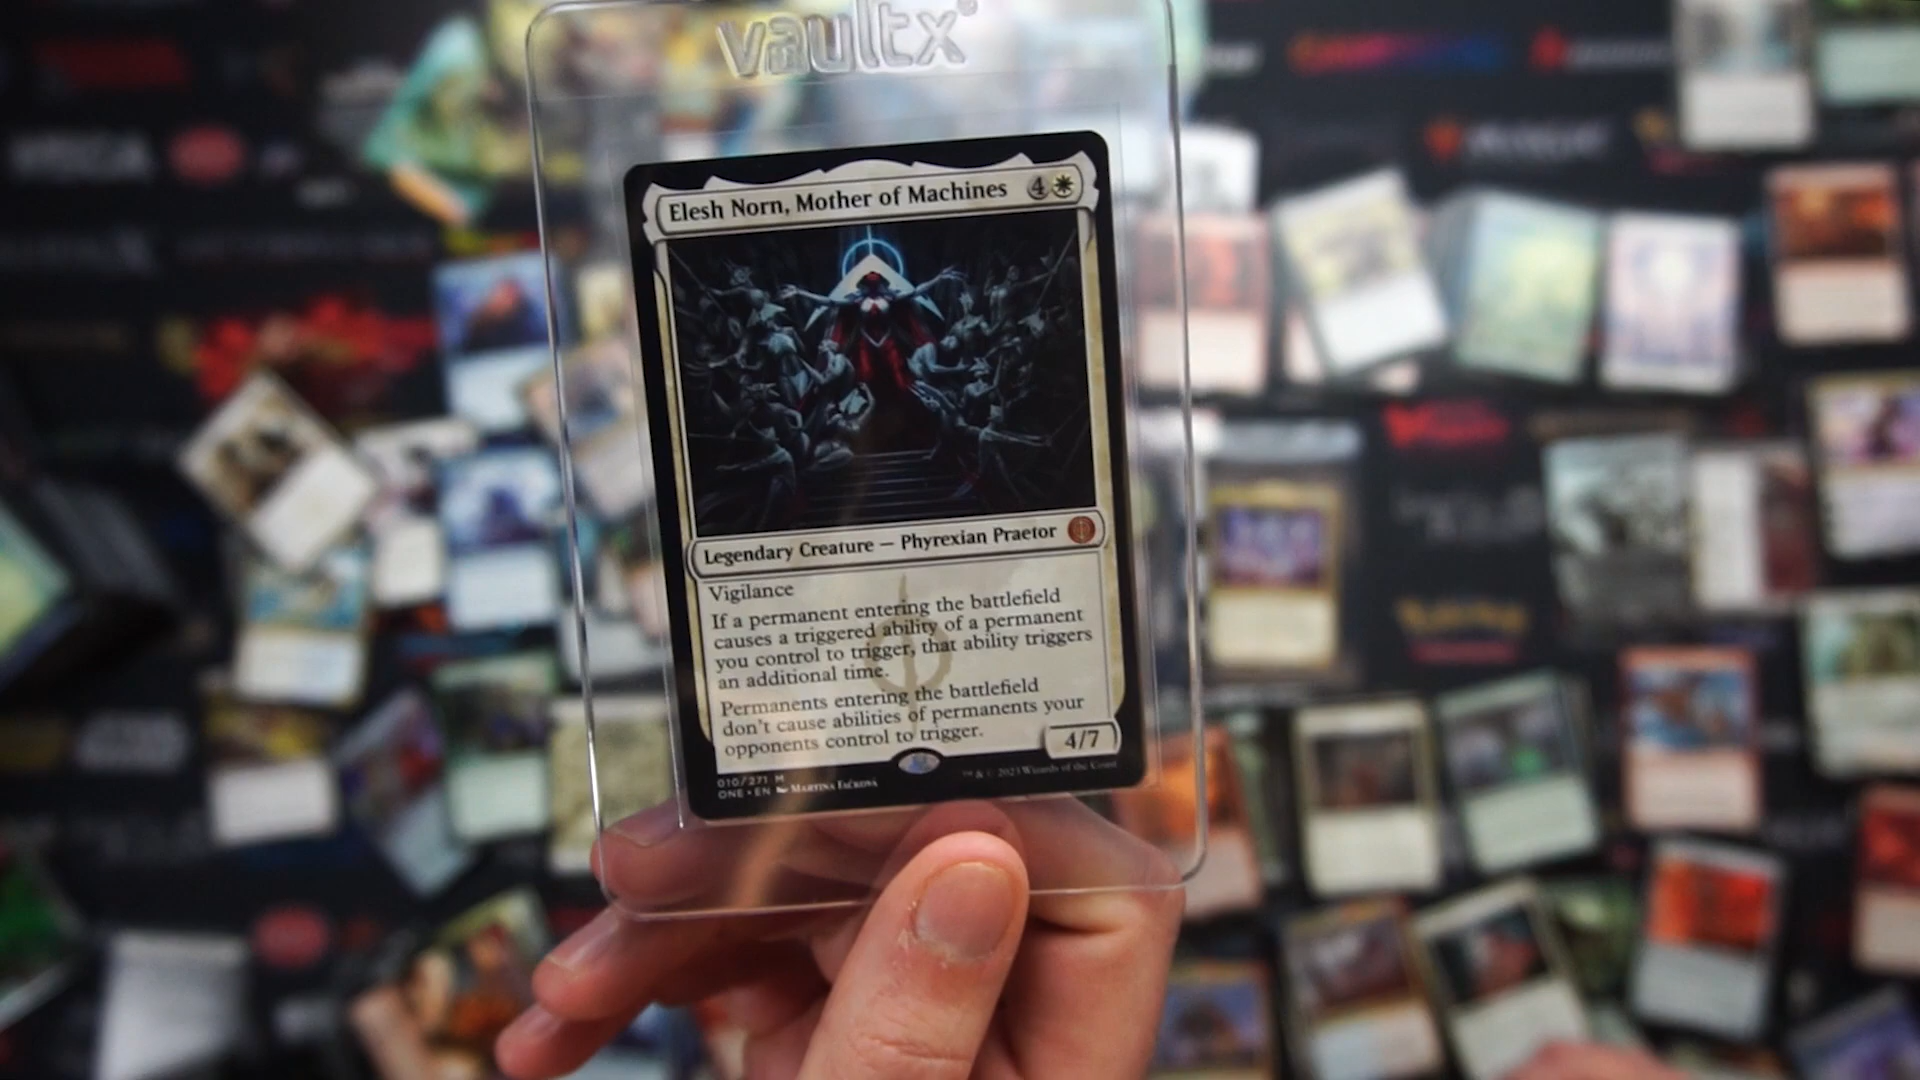 vaultx®
Elesh Norn, Mother of Machines 4
Legendary Creature — Phyrexian Praetor
Vigilance
If a permanent entering the battlefield
causes a triggered ability of a permanent
you control to trigger, that ability triggers
an additional time.
Permanents entering the battlefield
don't cause abilities of permanents your
opponents control to trigger.
4/7
010/271 M
ONE • EN Martina Fačková
™ & © 2023 Wizards of the Coast